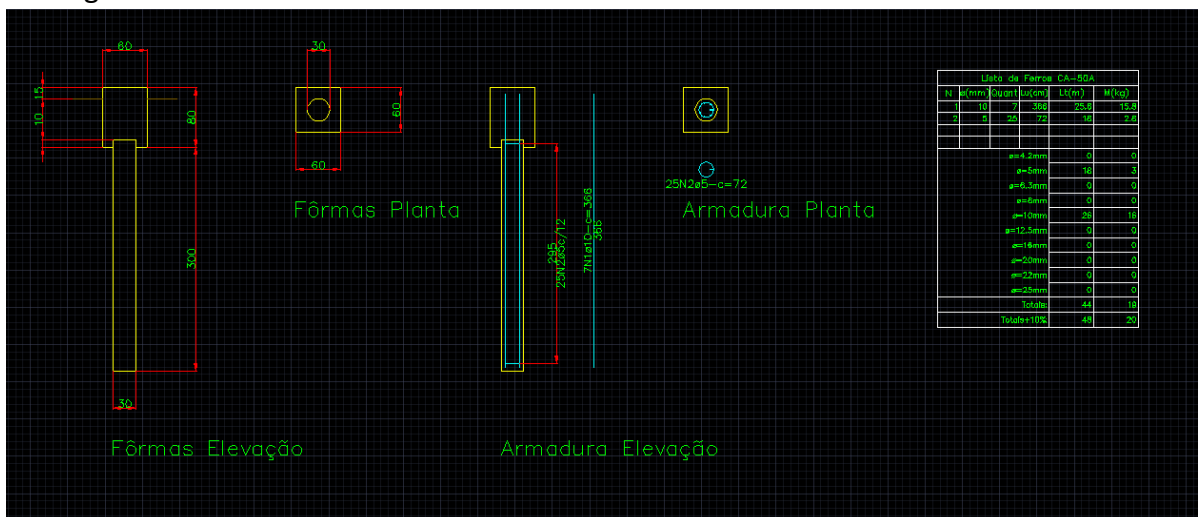 60
15
10
80
300
30
Fôrmas Elevação
30
60
60
Fôrmas Planta
295
25N2ø5c/12
7N1ø10-c=366
366
Armadura Elevação
25N2ø5-c=72
Armadura Planta
Lista de Ferros CA-50A
N ø(mm) Quant Lu(cm) Lt(m) M(kg)
1 10 7 366 25.6 15.8
2 5 25 72 18 2.8
ø=4.2mm 0 0
ø=5mm 18 3
ø=6.3mm 0 0
0 0
ø=10mm 26 16
ø=12.5mm 0 0
ø=16mm 0 0
ø=20mm 0 0
ø=22mm 0 0
ø=25mm 0 0
Totais: 44 18
Totais+10% 48 20